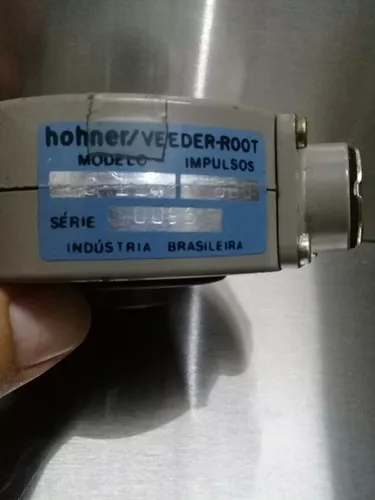 hohner/VEEDER-ROOT
MODELO IMPULSOS
SÉRIE
INDÚSTRIA BRASILEIRA